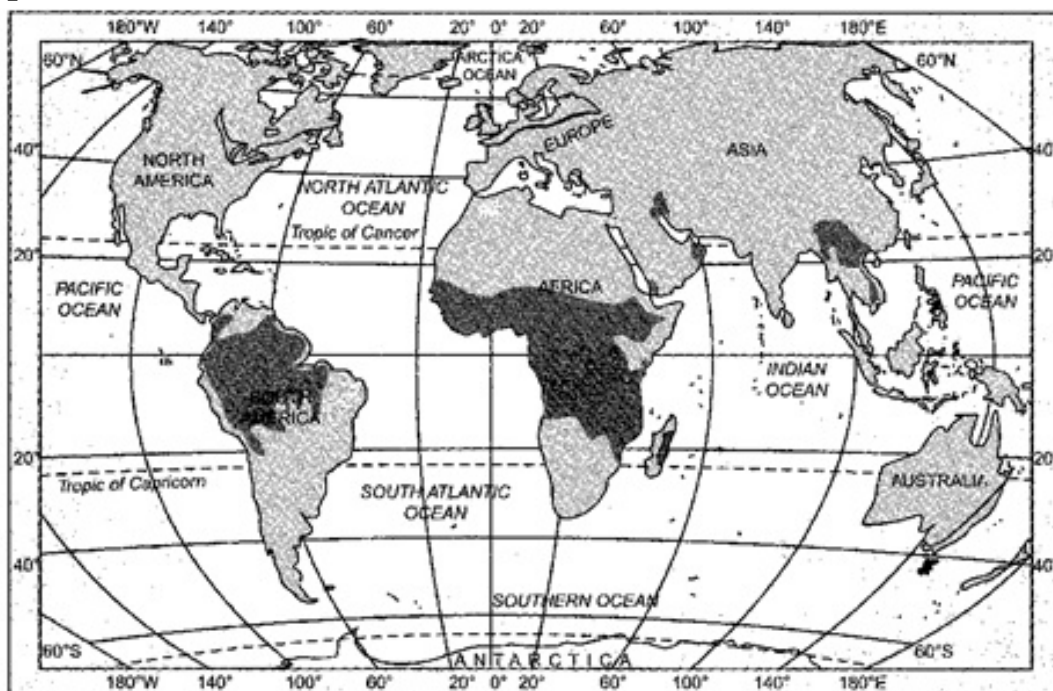 180°W 140° 100° 60° 20° 0° 20° 60° 100° 140° 180°E
60°N
ARCTICA
OCEAN
60°N
EUROPE
ASIA
40°
NORTH
AMERICA
40
NORTH ATLANTIC
OCEAN
Tropic of Cancer
20°
20°
PACIFIC
OCEAN
AFRICA
PACIFIC
OCEAN
INDIAN
OCEAN
SOUTH
AMERICA
20°
20°
Tropic of Capricorn
SOUTH ATLANTIC
OCEAN
AUSTRALIA
40°
40°
SOUTHERN OCEAN
60°S
60°S
ANTARCTICA
180°W 140° 100° 60° 20° 0° 20° 60° 100° 140° 180°E